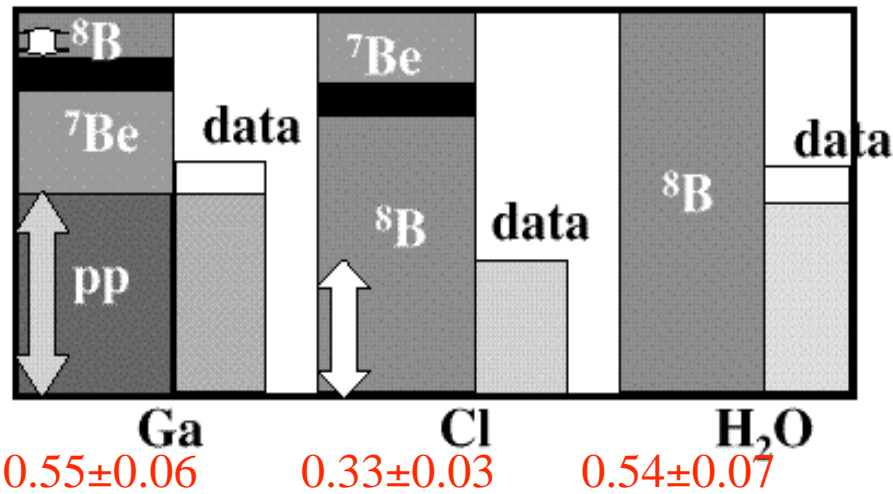 ⁸B
⁷Be
data
pp
⁷Be
⁸B
data
⁸B
data
Ga
Cl
H₂O
0.55±0.06
0.33±0.03
0.54±0.07